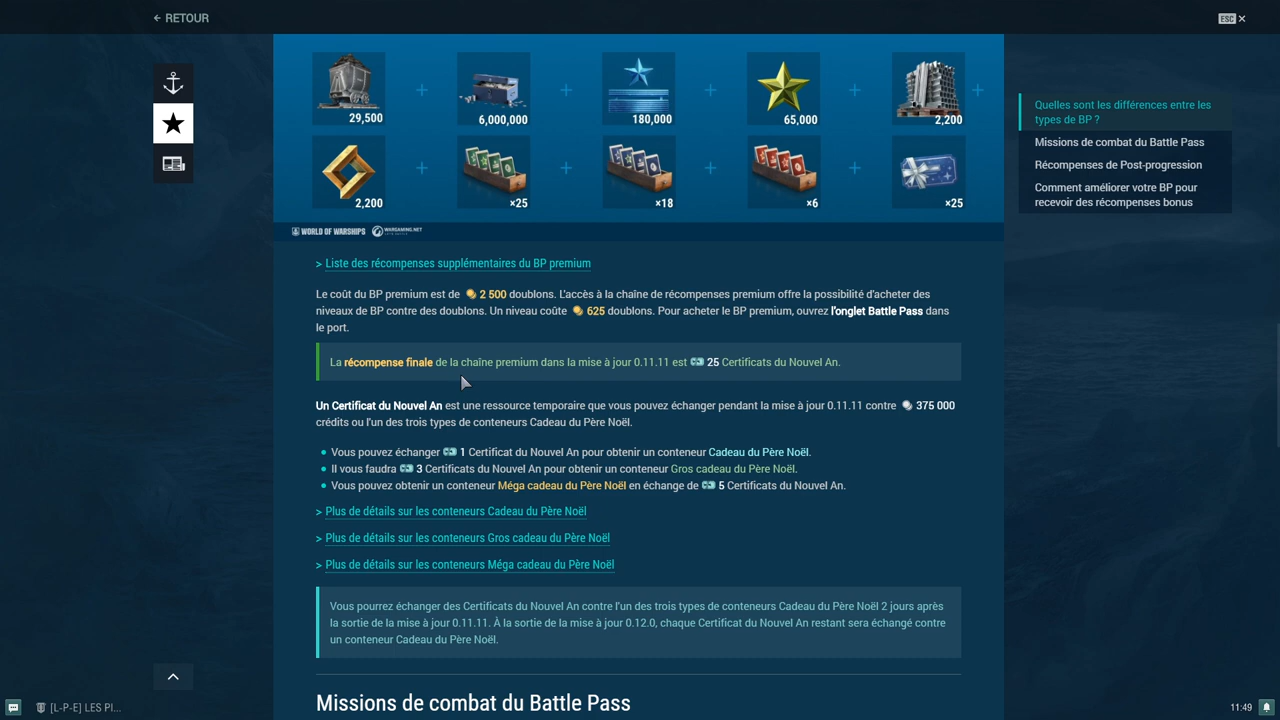 ← RETOUR
ESC ×
29,500
6,000,000
180,000
65,000
2,200
2,200
×25
×18
×6
×25
WORLD OF WARSHIPS WARGAMING.NET
> Liste des récompenses supplémentaires du BP premium
Le coût du BP premium est de 2 500 doublons. L'accès à la chaîne de récompenses premium offre la possibilité d'acheter des
niveaux de BP contre des doublons. Un niveau coûte 625 doublons. Pour acheter le BP premium, ouvrez l'onglet Battle Pass dans
le port.
La récompense finale de la chaîne premium dans la mise à jour 0.11.11 est 25 Certificats du Nouvel An.
Un Certificat du Nouvel An est une ressource temporaire que vous pouvez échanger pendant la mise à jour 0.11.11 contre 375 000
crédits ou l'un des trois types de conteneurs Cadeau du Père Noël.
• Vous pouvez échanger 1 Certificat du Nouvel An pour obtenir un conteneur Cadeau du Père Noël.
• Il vous faudra 3 Certificats du Nouvel An pour obtenir un conteneur Gros cadeau du Père Noël.
• Vous pouvez obtenir un conteneur Méga cadeau du Père Noël en échange de 5 Certificats du Nouvel An.
> Plus de détails sur les conteneurs Cadeau du Père Noël
> Plus de détails sur les conteneurs Gros cadeau du Père Noël
> Plus de détails sur les conteneurs Méga cadeau du Père Noël
Vous pourrez échanger des Certificats du Nouvel An contre l'un des trois types de conteneurs Cadeau du Père Noël 2 jours après
la sortie de la mise à jour 0.11.11. À la sortie de la mise à jour 0.12.0, chaque Certificat du Nouvel An restant sera échangé contre
un conteneur Cadeau du Père Noël.
Missions de combat du Battle Pass
Quelles sont les différences entre les
types de BP ?
Missions de combat du Battle Pass
Récompenses de Post-progression
Comment améliorer votre BP pour
recevoir des récompenses bonus
[L-P-E] LES PI...
11:49